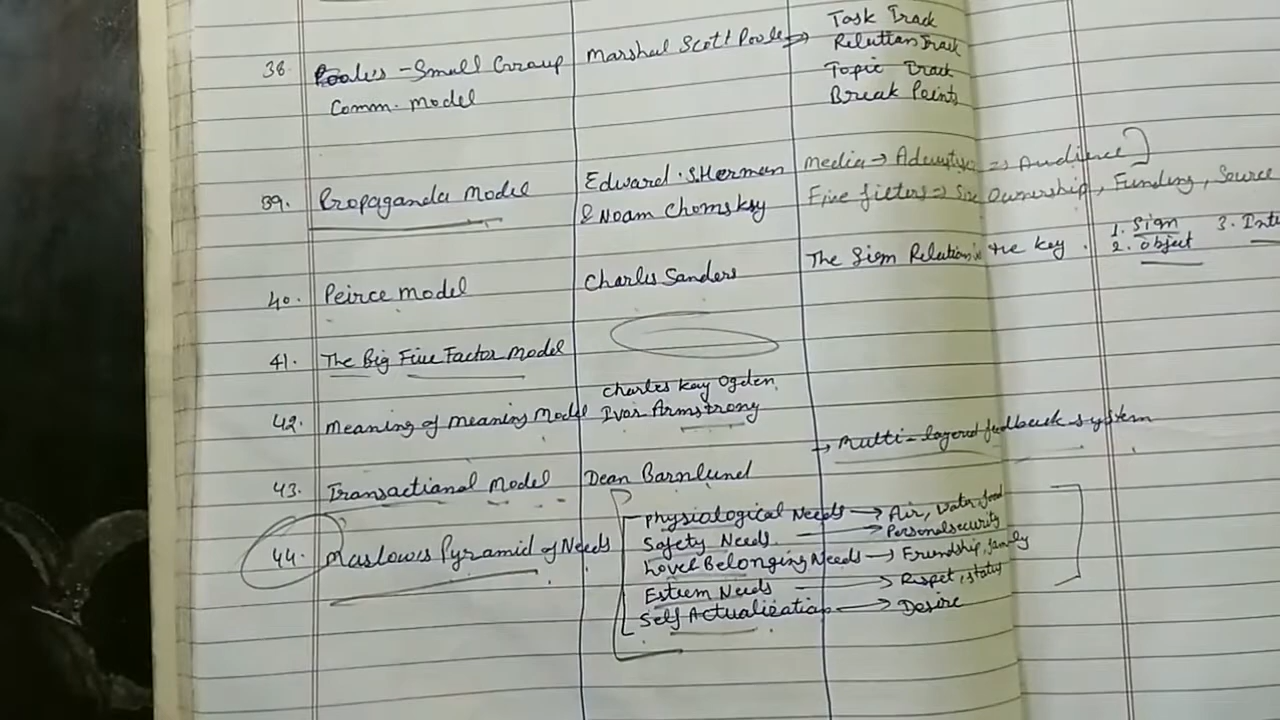 Task Track
38. Pooles - Small Group Marshal Scott Poole => Relation Track
Comm. model
Topic Track
Break Points
39. Propaganda Model Edward . S. Herman & Noam Chomsky
media → Advertiser => Audience]
Five filters => Size Ownership, Funding, Source
40. Peirce Model Charles Sanders The Sign Relation is the key . 1. Sign 3. Inte
2. object
41. The Big Five Factor Model
42. Meaning of meaning Model Charles Kay Ogden,
Ivor Armstrong
43. Transactional Model Dean Barnlund → Multi-layered feedback system
44. Maslows Pyramid of Needs
Physiological Needs → Air, Water, food
Safety Needs → Personal security
Love & Belonging Needs → Friendship, family
Esteem Needs → Respet, status
Self Actualization → Desire